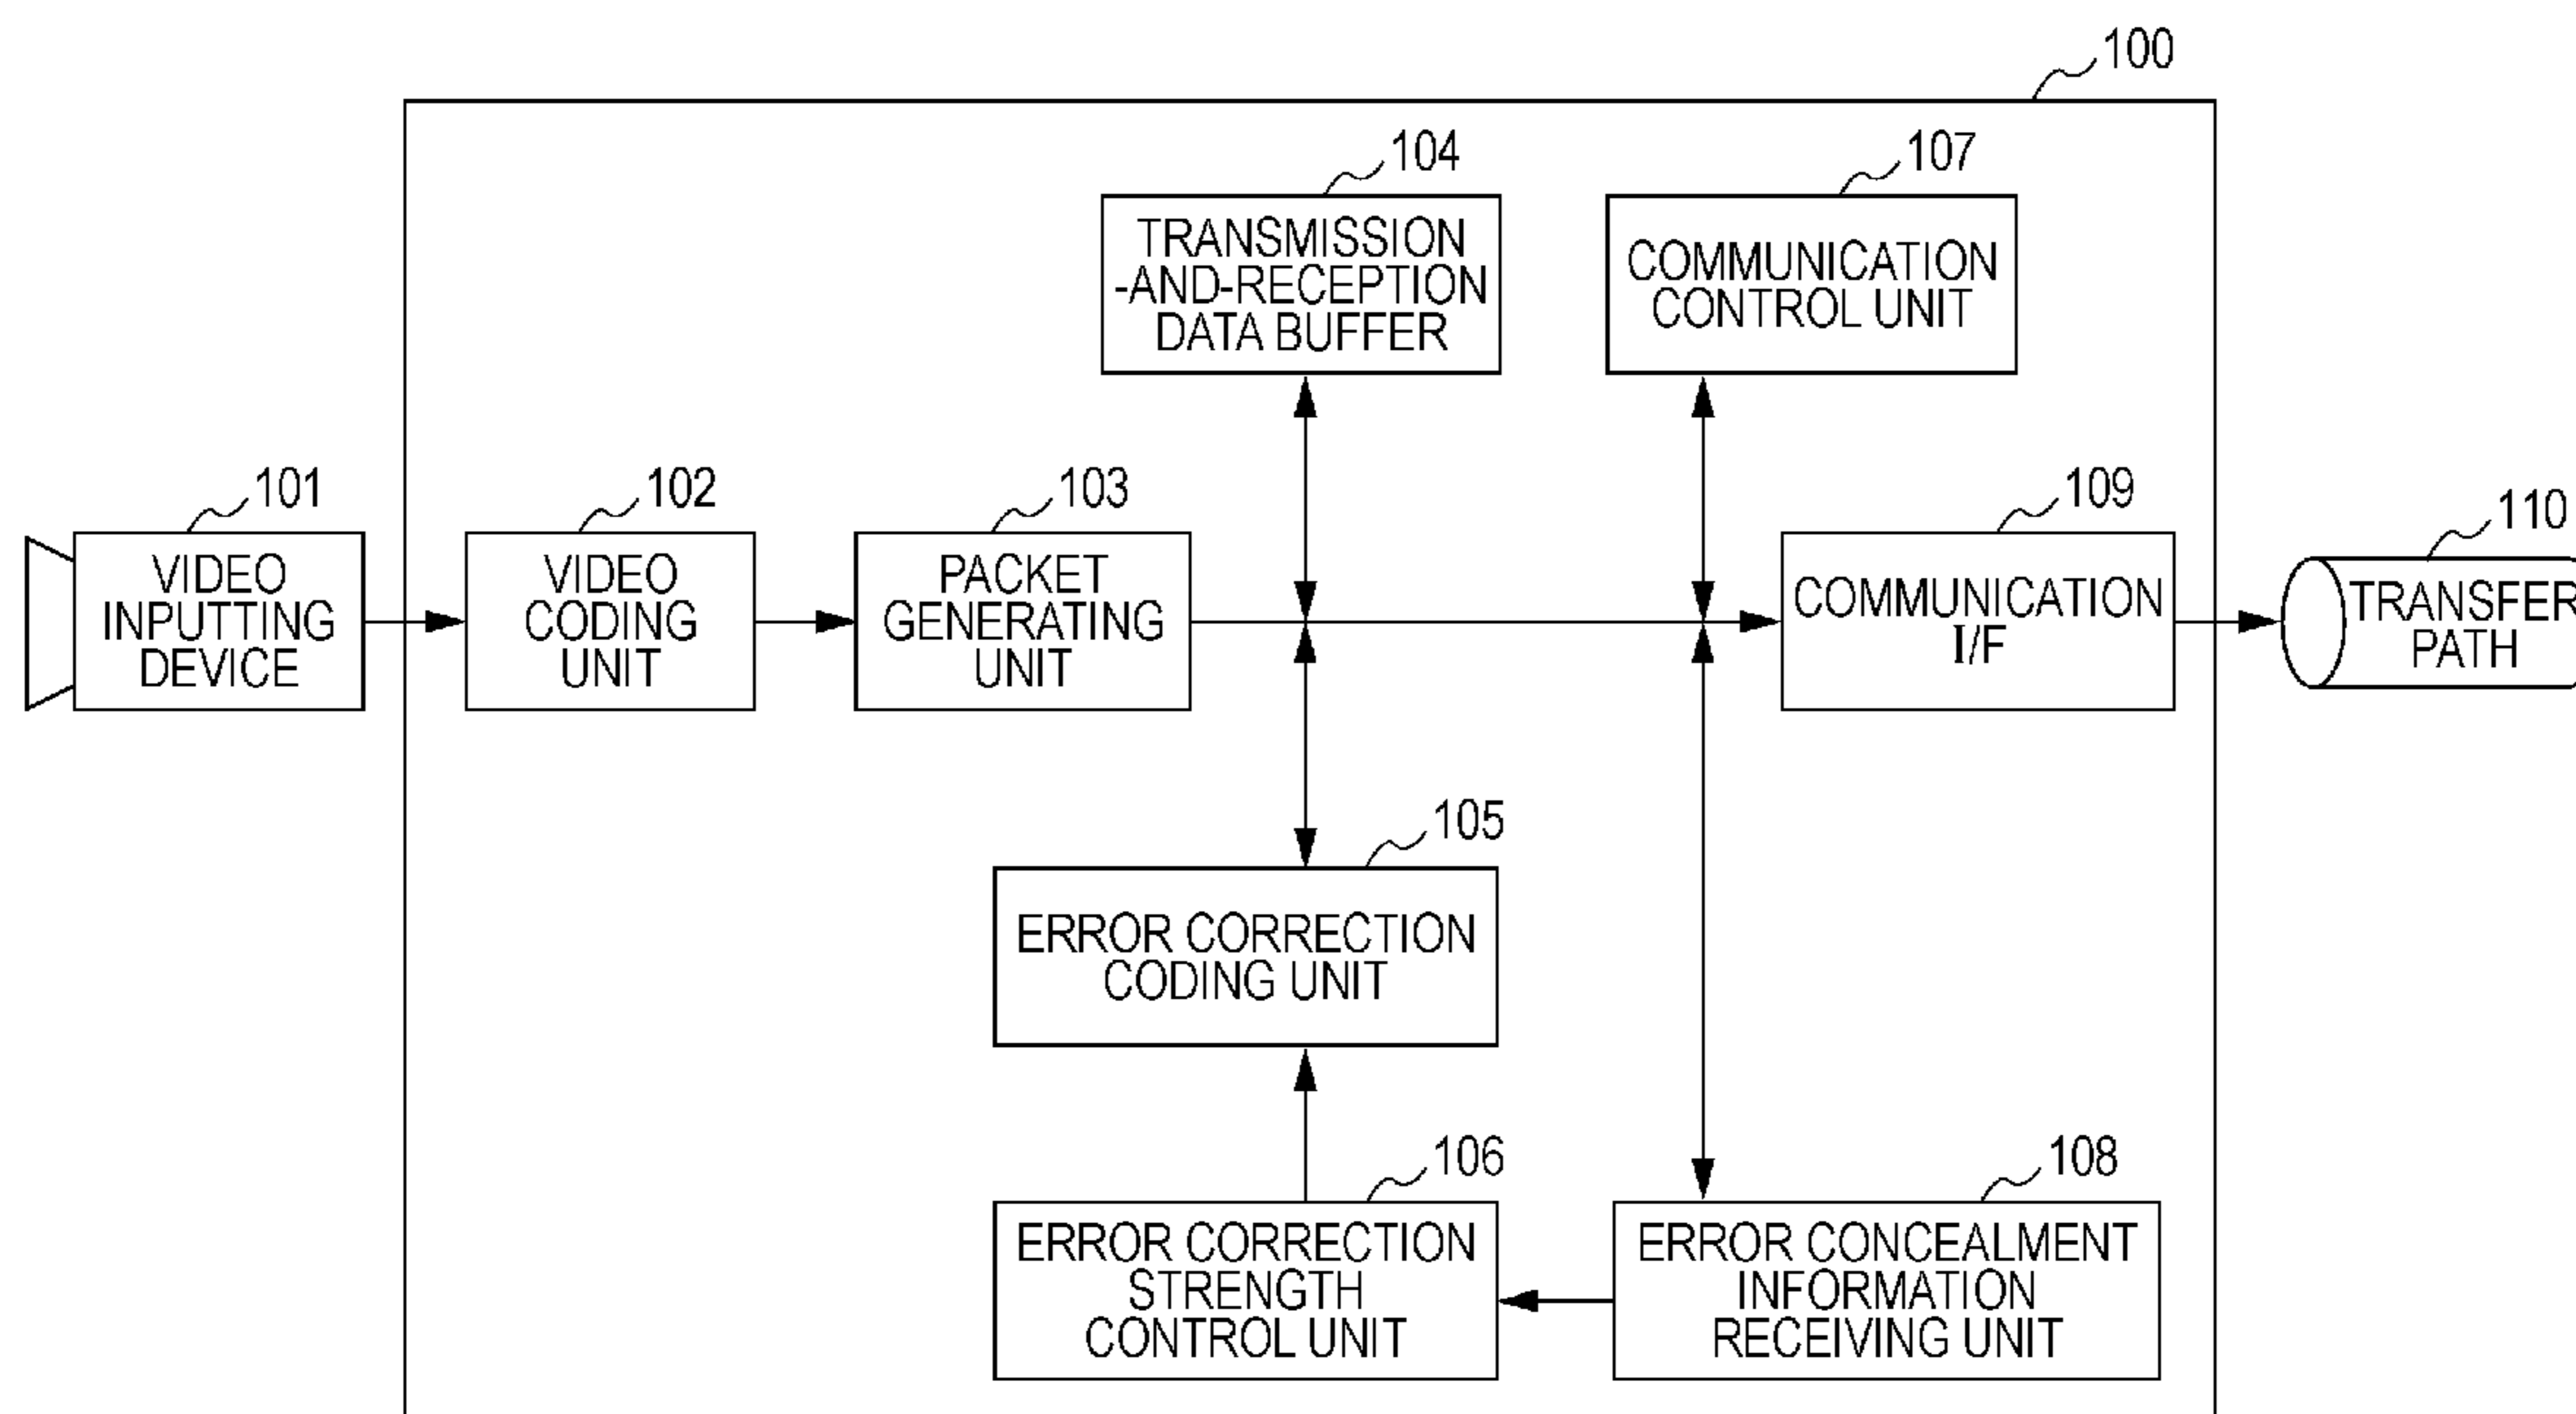 100
104
TRANSMISSION
-AND-RECEPTION
DATA BUFFER
107
COMMUNICATION
CONTROL UNIT
101
VIDEO
INPUTTING
DEVICE
102
VIDEO
CODING
UNIT
103
PACKET
GENERATING
UNIT
109
COMMUNICATION
I/F
110
TRANSFER
PATH
105
ERROR CORRECTION
CODING UNIT
106
ERROR CORRECTION
STRENGTH
CONTROL UNIT
108
ERROR CONCEALMENT
INFORMATION
RECEIVING UNIT